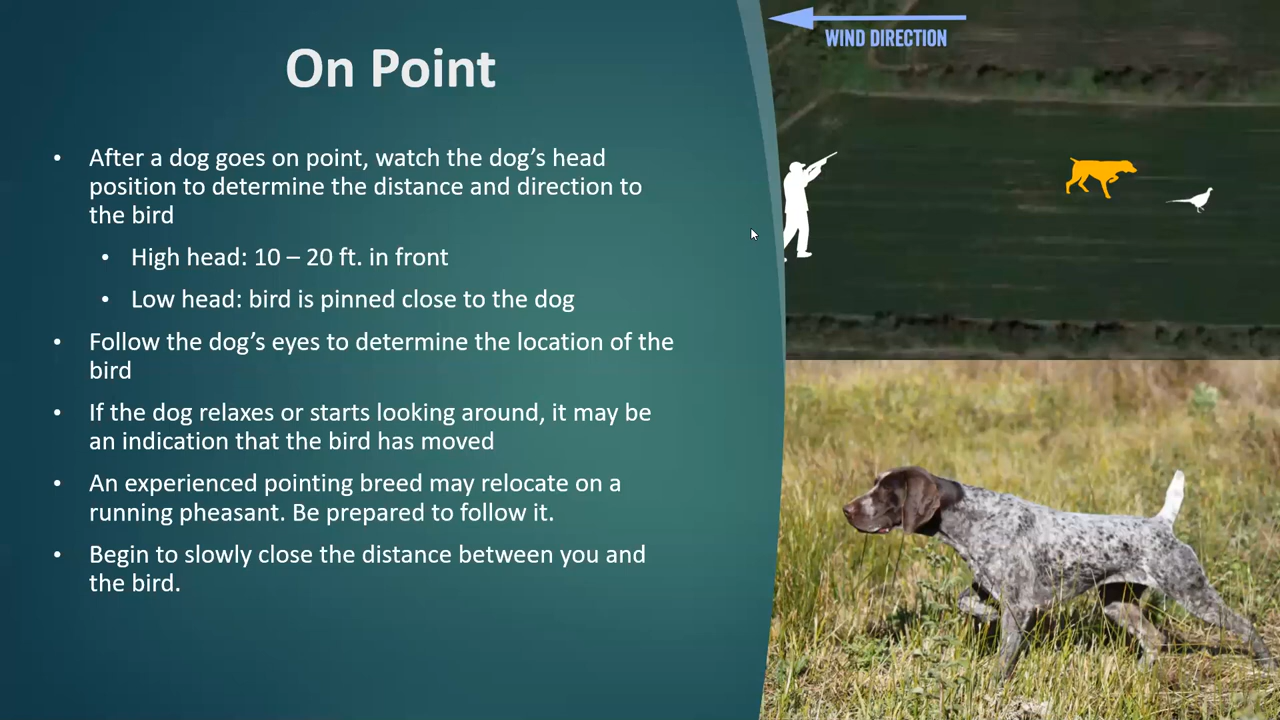 On Point
• After a dog goes on point, watch the dog’s head
position to determine the distance and direction to
the bird
• High head: 10 – 20 ft. in front
• Low head: bird is pinned close to the dog
• Follow the dog’s eyes to determine the location of the
bird
• If the dog relaxes or starts looking around, it may be
an indication that the bird has moved
• An experienced pointing breed may relocate on a
running pheasant. Be prepared to follow it.
• Begin to slowly close the distance between you and
the bird.
WIND DIRECTION